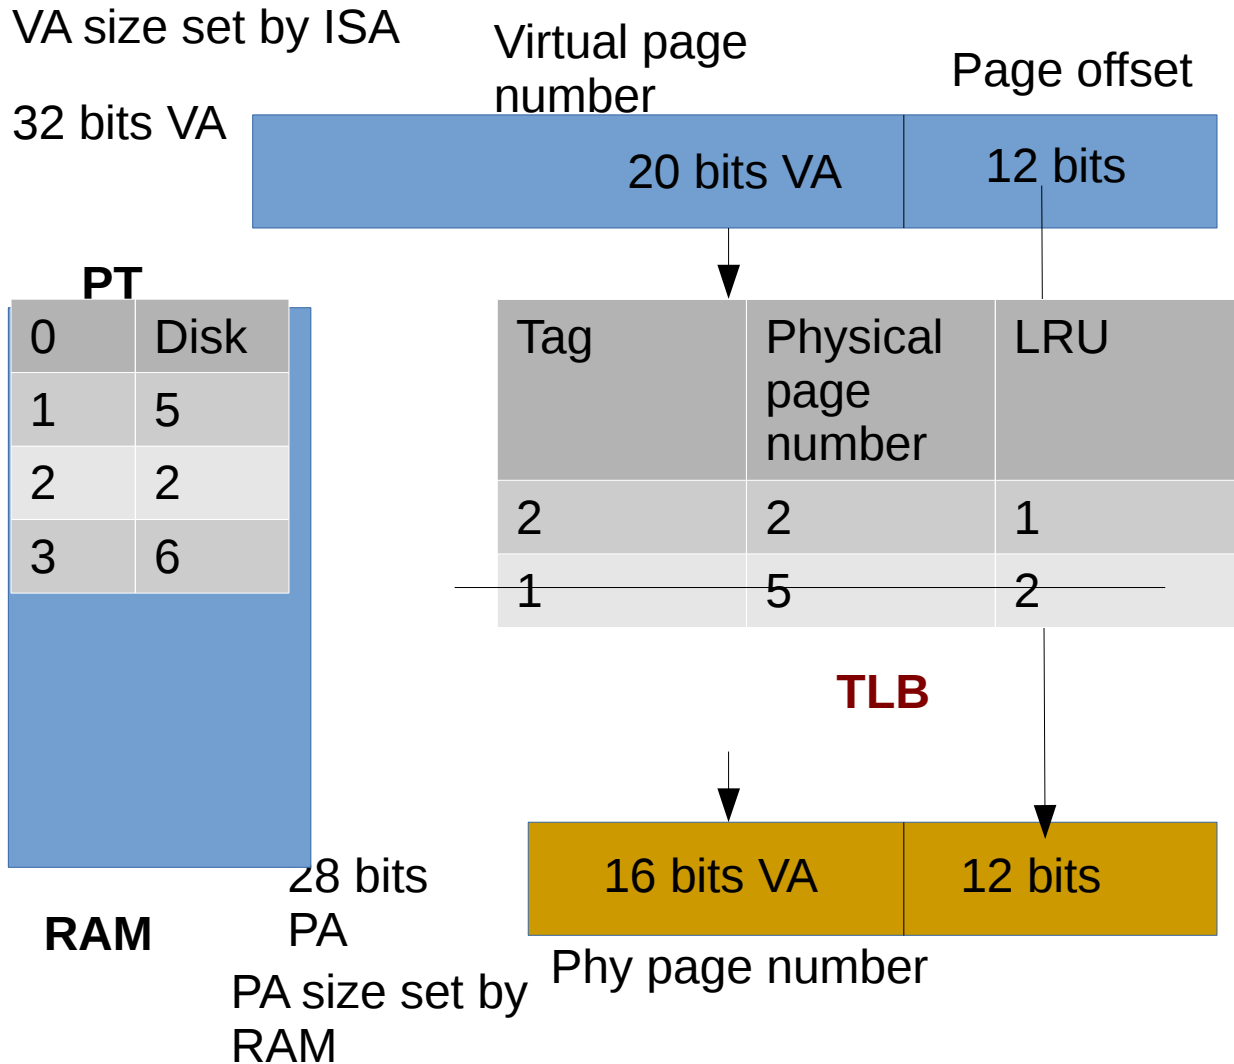 VA size set by ISA
Virtual page
number
Page offset
32 bits VA
20 bits VA
12 bits
PT
0 Disk
1 5
2 2
3 6
Tag Physical page number LRU
2 2 1
1 5 2
TLB
16 bits VA
12 bits
28 bits
PA
RAM
Phy page number
PA size set by
RAM